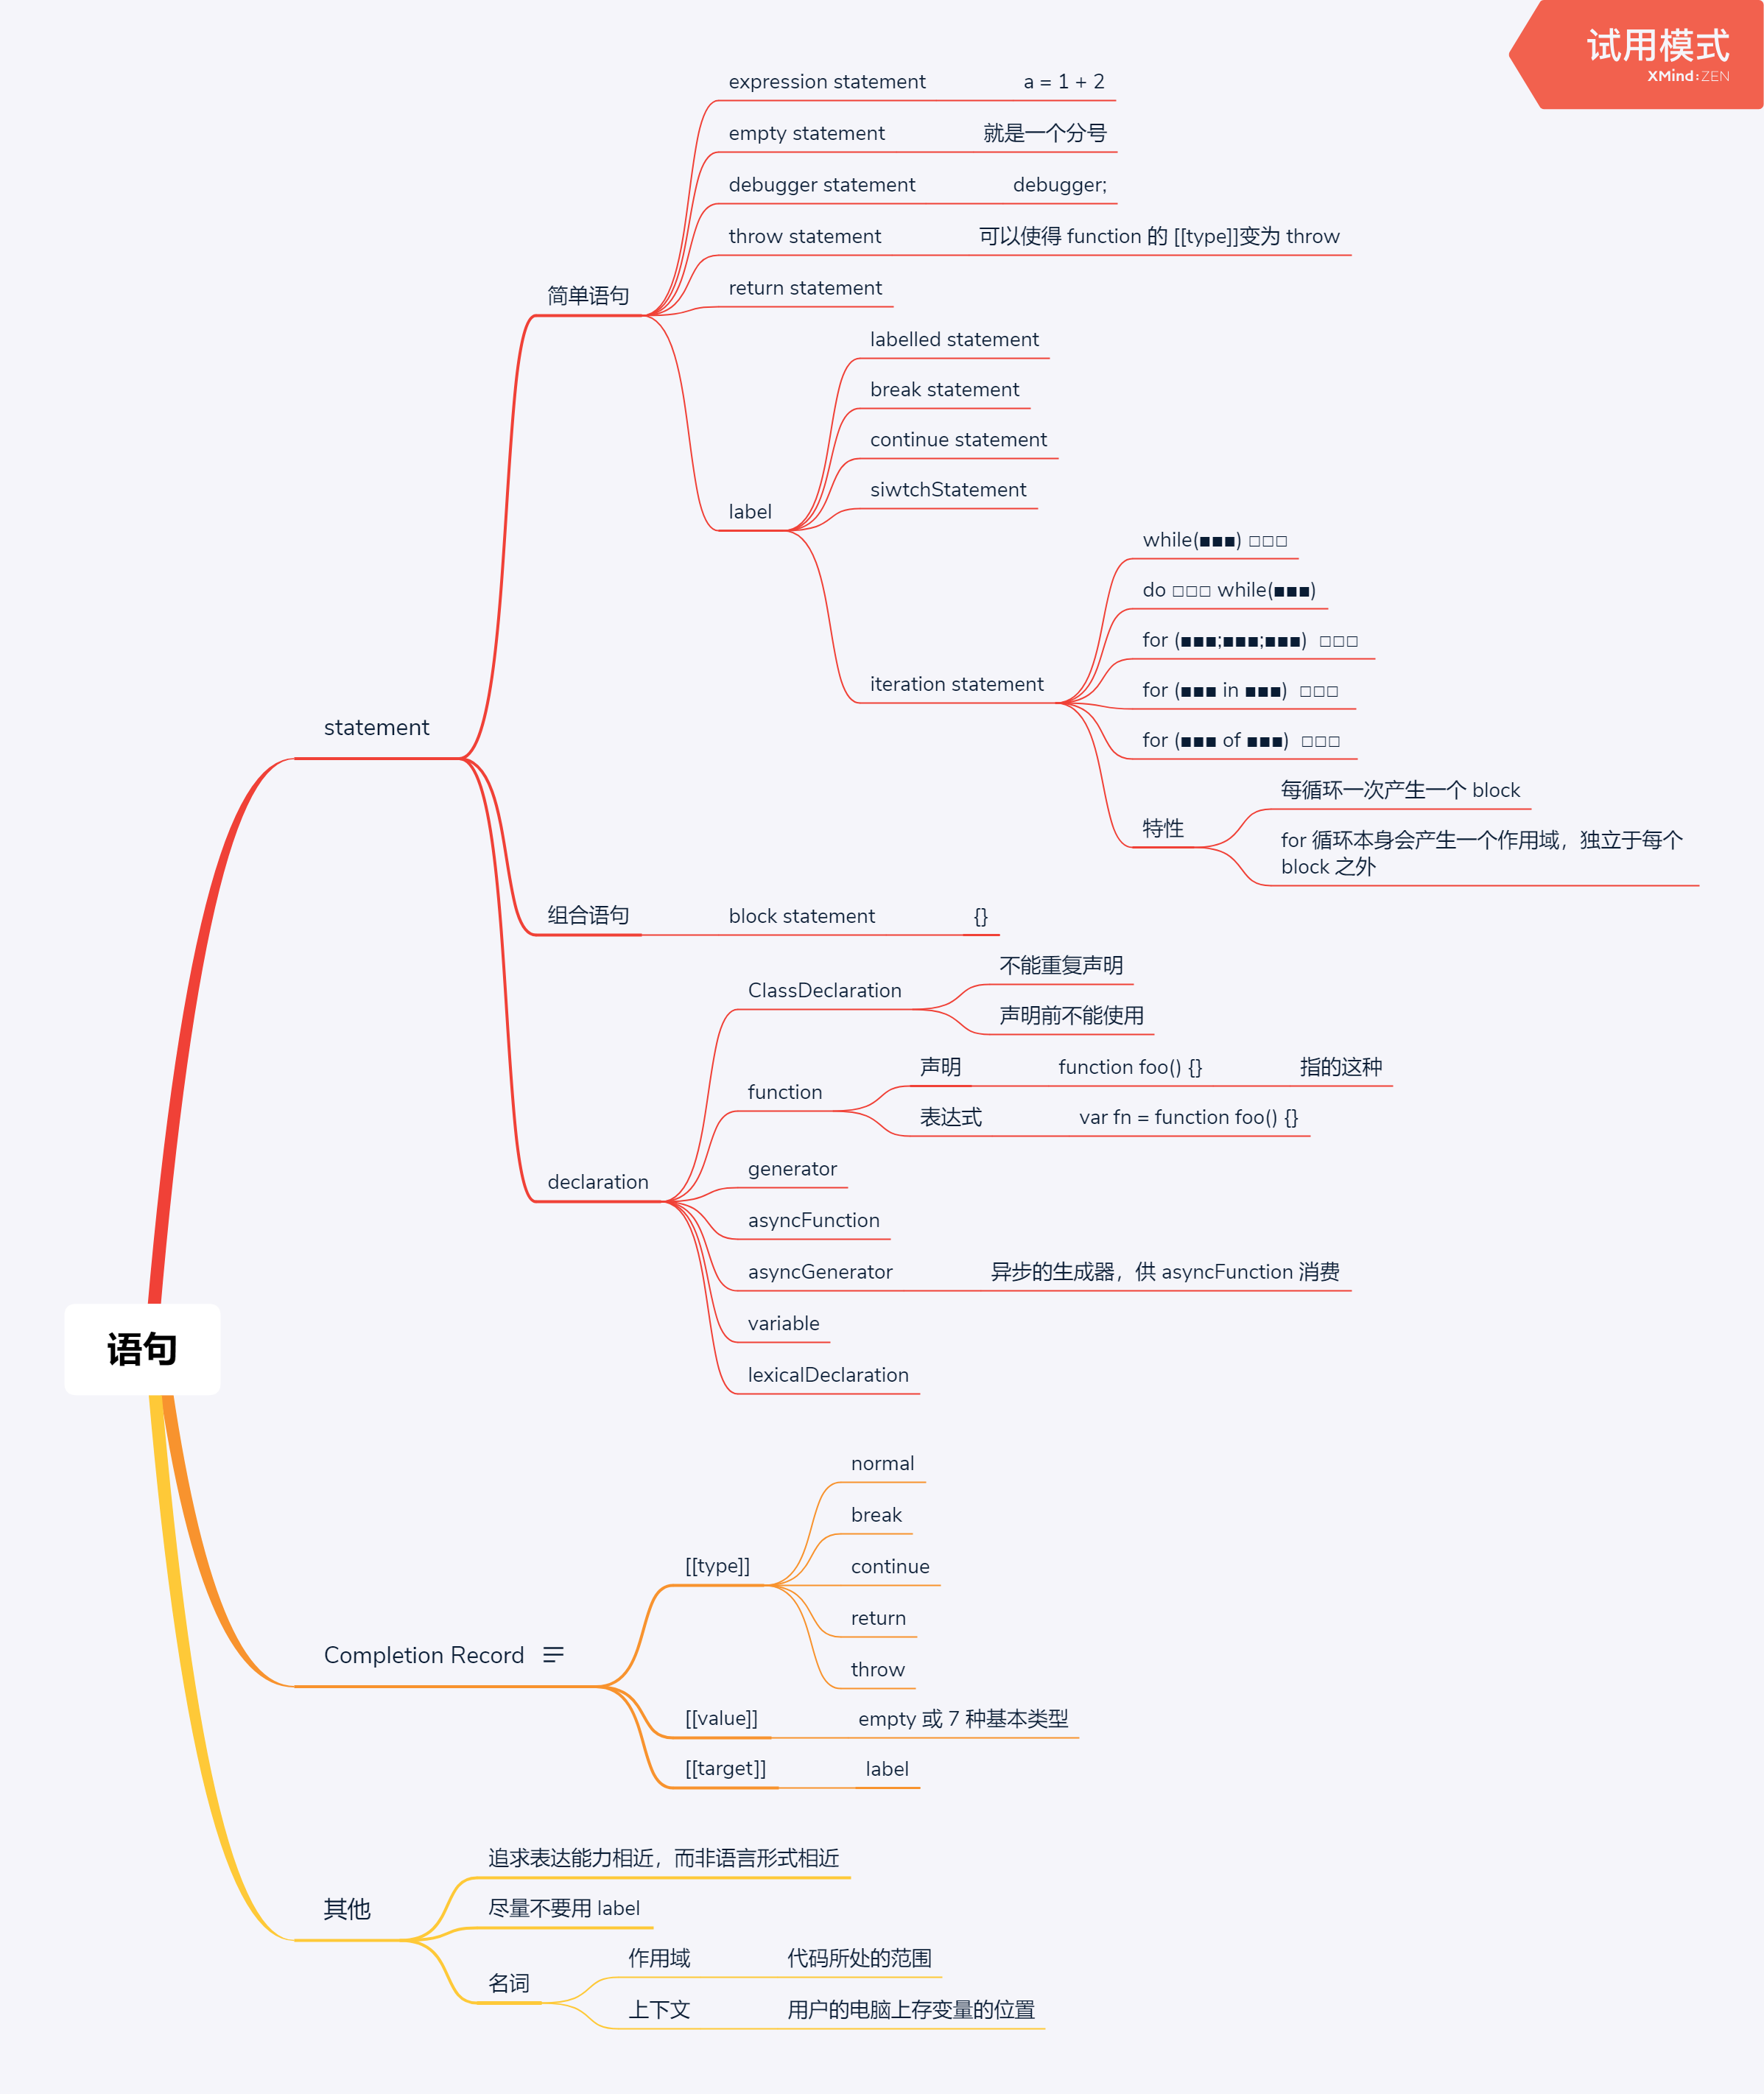 试用模式
XMind:ZEN
expression statement
a = 1 + 2
empty statement
就是一个分号
debugger statement
debugger;
throw statement
可以使得 function 的 [[type]]变为 throw
简单语句
return statement
labelled statement
break statement
continue statement
siwtchStatement
label
while(■■■) □□□
do □□□ while(■■■)
for (■■■;■■■;■■■)  □□□
iteration statement
for (■■■ in ■■■)  □□□
for (■■■ of ■■■)  □□□
statement
特性
每循环一次产生一个 block
for 循环本身会产生一个作用域，独立于每个
block 之外
组合语句
block statement
{}
ClassDeclaration
不能重复声明
声明前不能使用
function
声明
function foo() {}
指的这种
表达式
var fn = function foo() {}
declaration
generator
asyncFunction
asyncGenerator
异步的生成器，供 asyncFunction 消费
variable
lexicalDeclaration
语句
normal
break
[[type]]
continue
return
throw
Completion Record
[[value]]
empty 或 7 种基本类型
[[target]]
label
追求表达能力相近，而非语言形式相近
其他
尽量不要用 label
名词
作用域
代码所处的范围
上下文
用户的电脑上存变量的位置